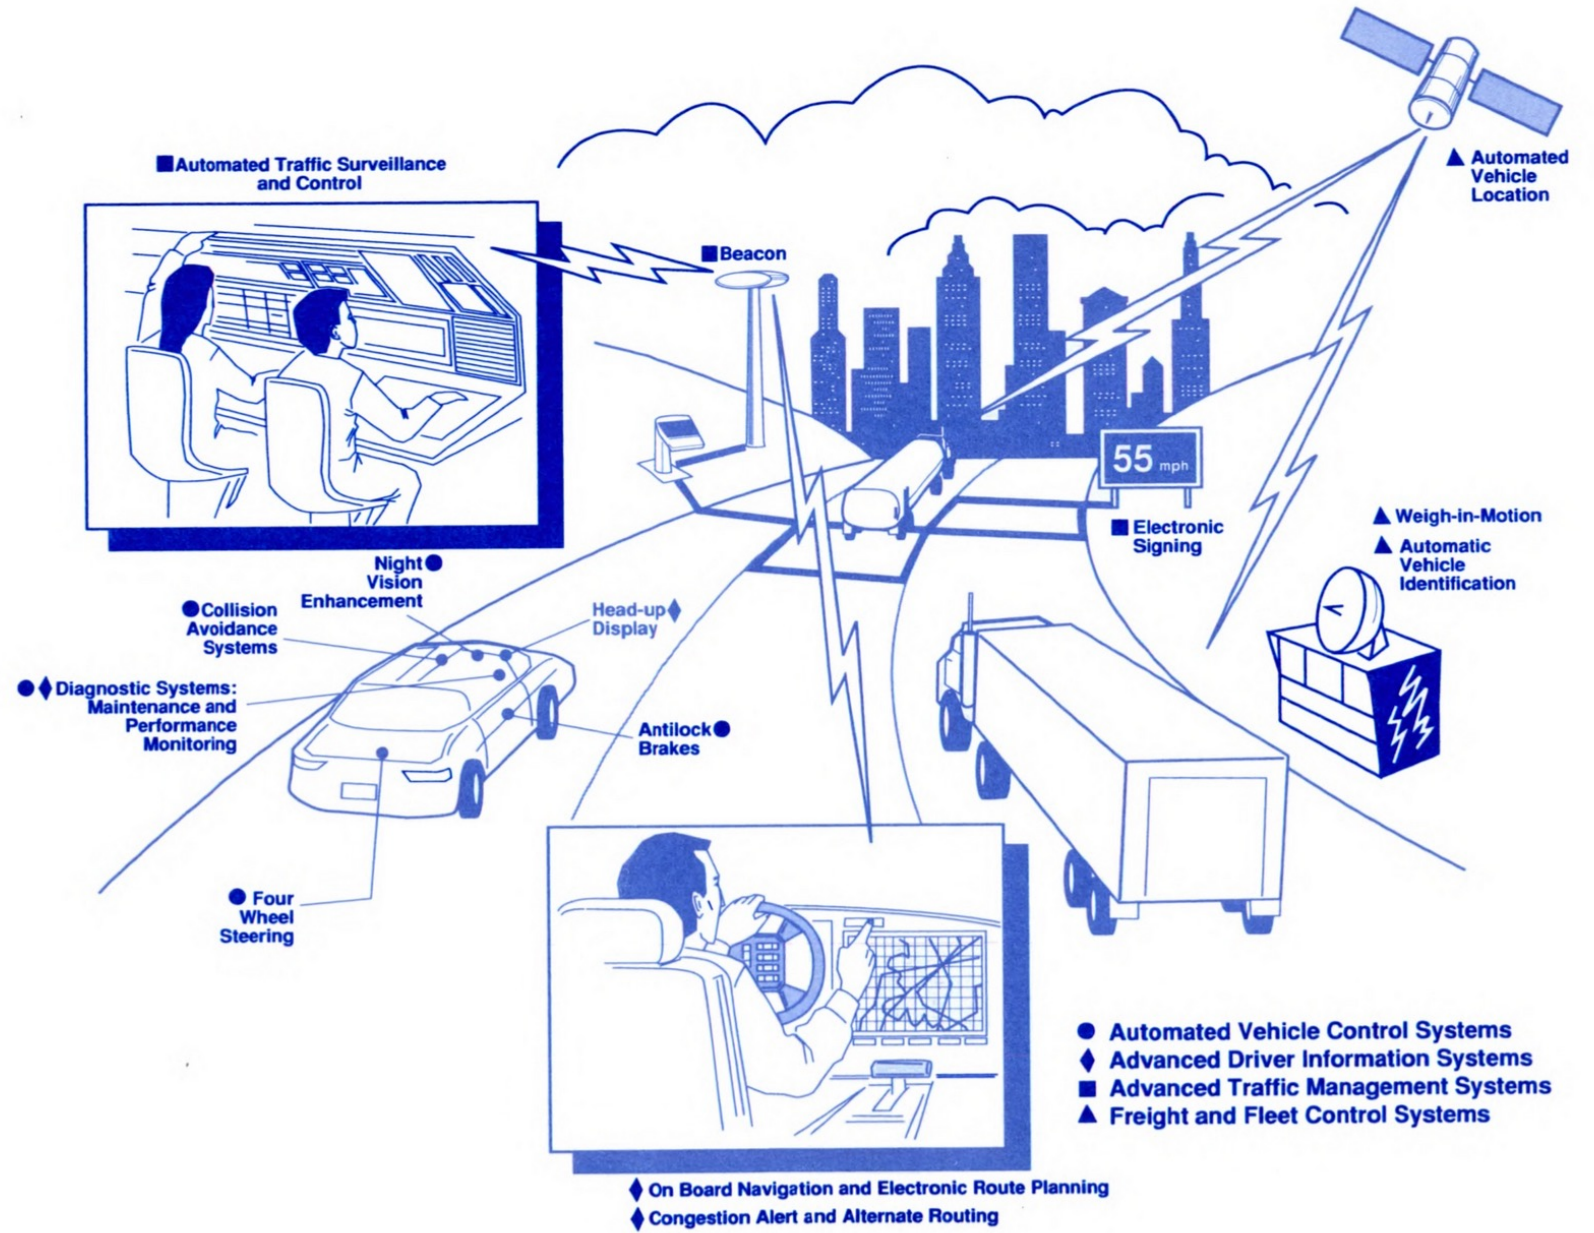 ■Automated Traffic Surveillance
and Control
■Beacon
▲ Automated
Vehicle
Location
55 mph
■ Electronic
Signing
▲ Weigh-in-Motion
▲ Automatic
Vehicle
Identification
Night●
Vision
Enhancement
●Collision
Avoidance
Systems
Head-up♦
Display
●♦Diagnostic Systems:
Maintenance and
Performance
Monitoring
Antilock●
Brakes
● Four
Wheel
Steering
● Automated Vehicle Control Systems
♦ Advanced Driver Information Systems
■ Advanced Traffic Management Systems
▲ Freight and Fleet Control Systems
♦ On Board Navigation and Electronic Route Planning
♦ Congestion Alert and Alternate Routing